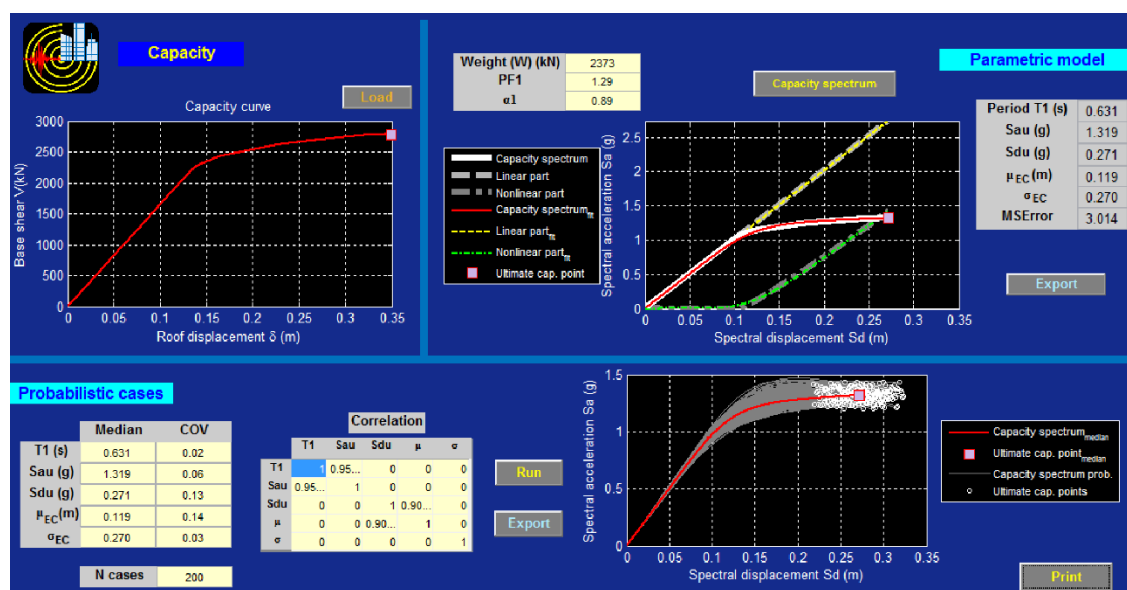 Capacity
Load
Capacity curve
3000
2500
2000
1500
1000
500
0
Base shear V(kN)
0 0.05 0.1 0.15 0.2 0.25 0.3 0.35
Roof displacement δ (m)
Weight (W) (kN) 2373
PF1 1.29
α1 0.89
Capacity spectrum
Parametric model
Capacity spectrum
Linear part
Nonlinear part
Capacity spectrum_fit
Linear part_fit
Nonlinear part_fit
Ultimate cap. point
2.5
2
1.5
1
0.5
0
Spectral acceleration Sa (g)
0 0.05 0.1 0.15 0.2 0.25 0.3 0.35
Spectral displacement Sd (m)
Period T1 (s) 0.631
Sau (g) 1.319
Sdu (g) 0.271
μEC(m) 0.119
σEC 0.270
MSError 3.014
Export
Probabilistic cases
Median COV
T1 (s) 0.631 0.02
Sau (g) 1.319 0.06
Sdu (g) 0.271 0.13
μEC(m) 0.119 0.14
σEC 0.270 0.03
N cases 200
Correlation
T1 Sau Sdu μ σ
T1 1 0.95... 0 0 0
Sau 0.95... 1 0 0 0
Sdu 0 0 1 0.90... 0
μ 0 0 0.90... 1 0
σ 0 0 0 0 1
Run
Export
1.5
1
0.5
0
Spectral acceleration Sa (g)
0 0.05 0.1 0.15 0.2 0.25 0.3 0.35
Spectral displacement Sd (m)
Capacity spectrum_median
Ultimate cap. point_median
Capacity spectrum prob.
Ultimate cap. points
Print